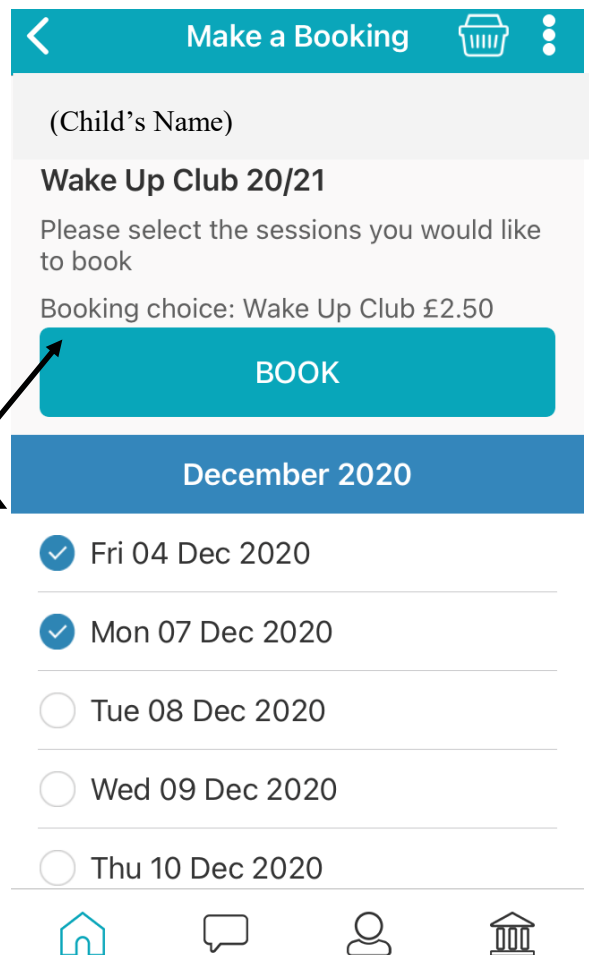 Make a Booking
(Child's Name)
Wake Up Club 20/21
Please select the sessions you would like
to book
Booking choice: Wake Up Club £2.50
BOOK
December 2020
Fri 04 Dec 2020
Mon 07 Dec 2020
Tue 08 Dec 2020
Wed 09 Dec 2020
Thu 10 Dec 2020